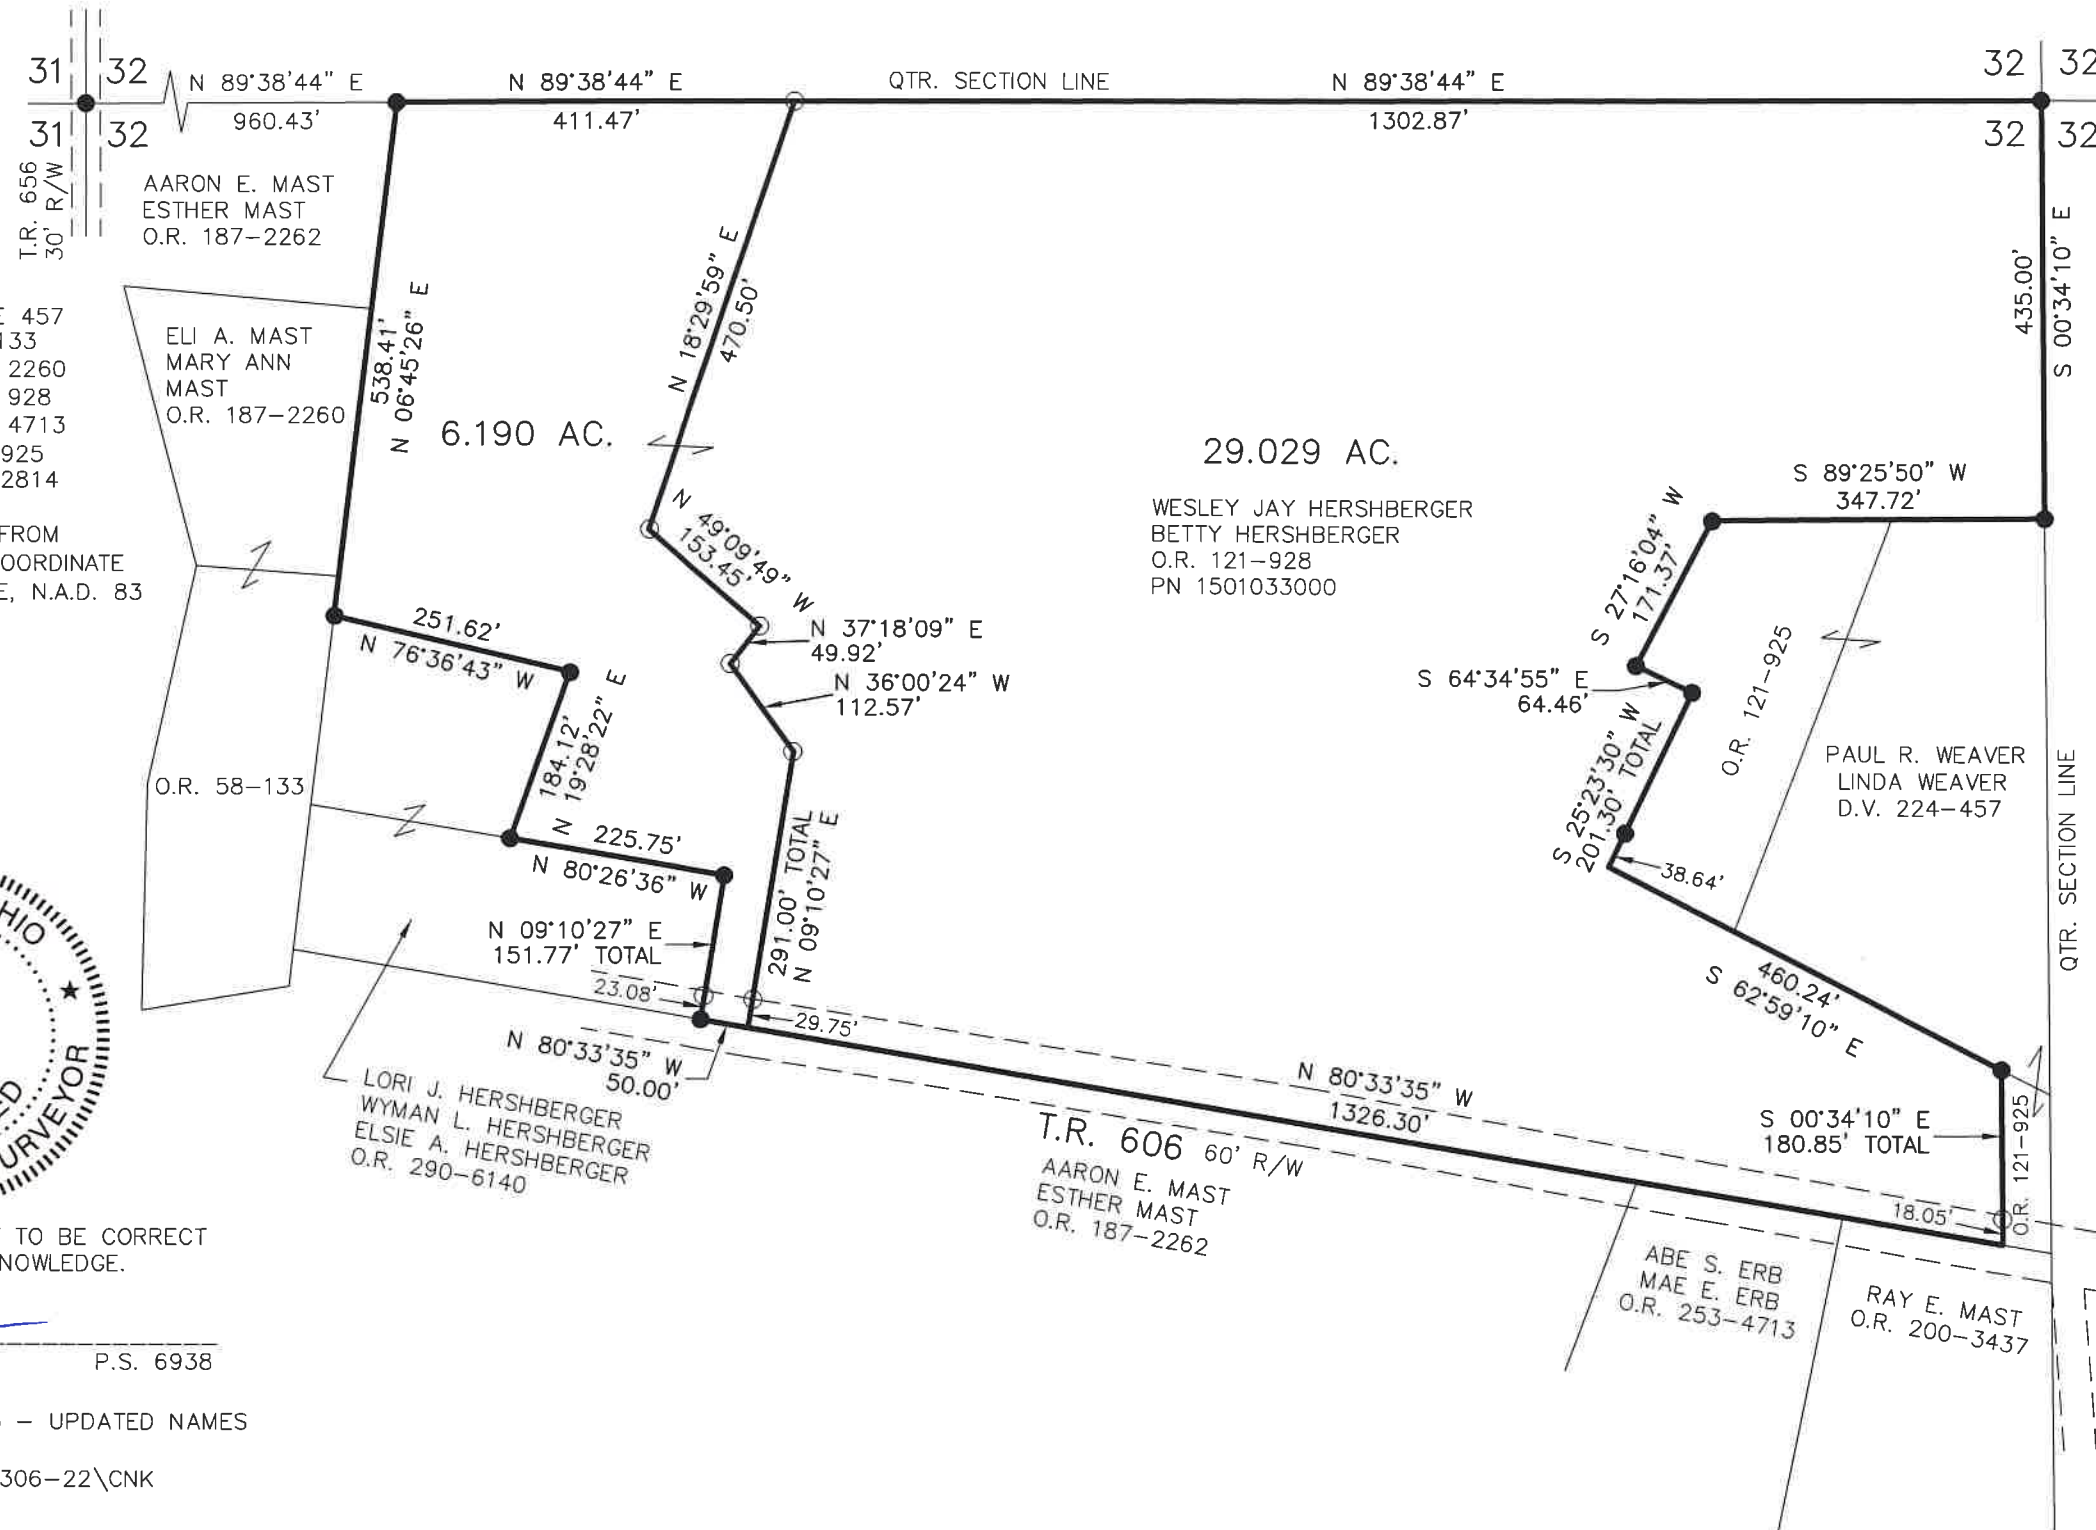 31
32
31
32
T.R. 656
30' R/W
N 89°38'44" E
960.43'
N 89°38'44" E
411.47'
QTR. SECTION LINE
N 89°38'44" E
1302.87'
32
32
32
32
AARON E. MAST
ESTHER MAST
O.R. 187-2262
ELI A. MAST
MARY ANN
MAST
O.R. 187-2260
457
133
2260
928
4713
925
2814
FROM
OORDINATE
E, N.A.D. 83
538.41'
N 06°45'26" E
6.190 AC.
N 18°29'59" E
470.50'
29.029 AC.
WESLEY JAY HERSHBERGER
BETTY HERSHBERGER
O.R. 121-928
PN 1501033000
435.00'
S 00°34'10" E
S 89°25'50" W
347.72'
N 49°09'49" W
153.45'
N 37°18'09" E
49.92'
N 36°00'24" W
112.57'
251.62'
N 76°36'43" W
184.12'
N 19°28'22" E
225.75'
N 80°26'36" W
O.R. 58-133
S 27°16'04" W
171.37'
S 64°34'55" E
64.46'
S 25°23'30" W
201.30' TOTAL
38.64'
O.R. 121-925
PAUL R. WEAVER
LINDA WEAVER
D.V. 224-457
QTR. SECTION LINE
460.24'
S 62°59'10" E
291.00' TOTAL
N 09°10'27" E
N 09°10'27" E
151.77' TOTAL
23.08'
29.75'
N 80°33'35" W
50.00'
LORI J. HERSHBERGER
WYMAN L. HERSHBERGER
ELSIE A. HERSHBERGER
O.R. 290-6140
N 80°33'35" W
1326.30'
T.R. 606 60' R/W
AARON E. MAST
ESTHER MAST
O.R. 187-2262
S 00°34'10" E
180.85' TOTAL
18.05'
O.R. 121-925
ABE S. ERB
MAE E. ERB
O.R. 253-4713
RAY E. MAST
O.R. 200-3437
HIO
ED
URVEYOR
TO BE CORRECT
NOWLEDGE.
P.S. 6938
- UPDATED NAMES
306-22\CNK